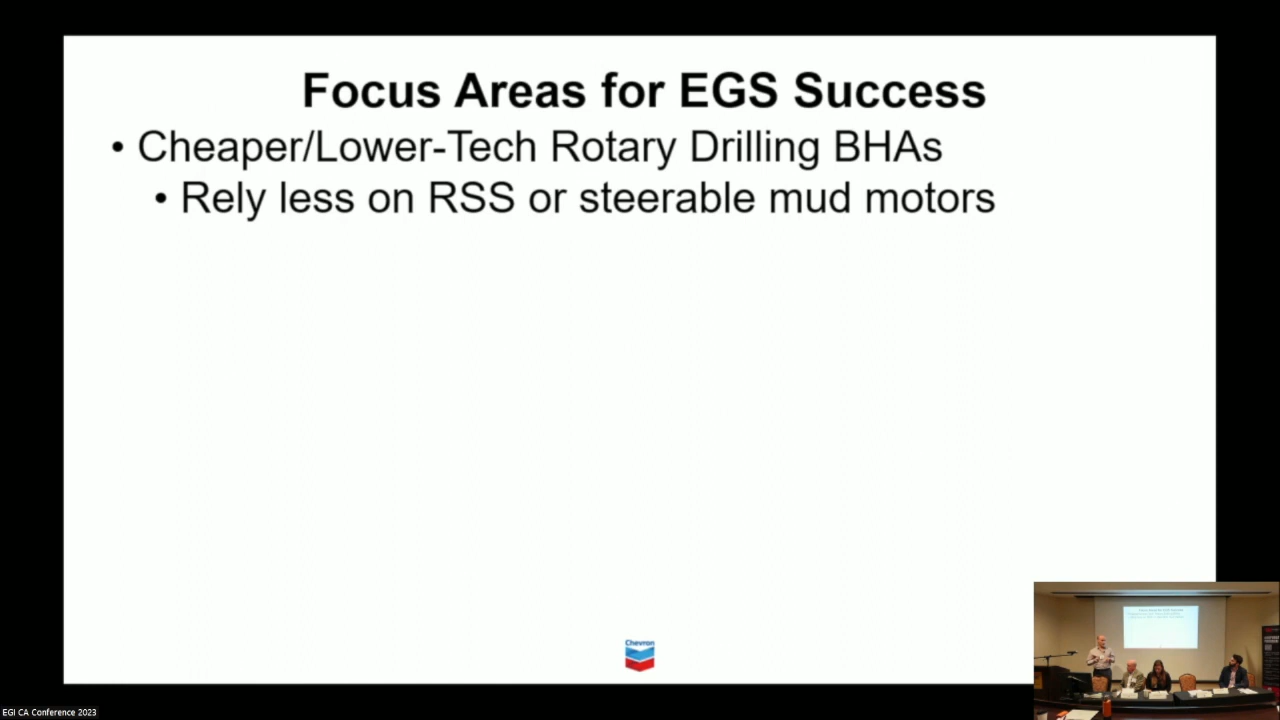 Focus Areas for EGS Success
• Cheaper/Lower-Tech Rotary Drilling BHAs
• Rely less on RSS or steerable mud motors
Chevron
EGI CA Conference 2023